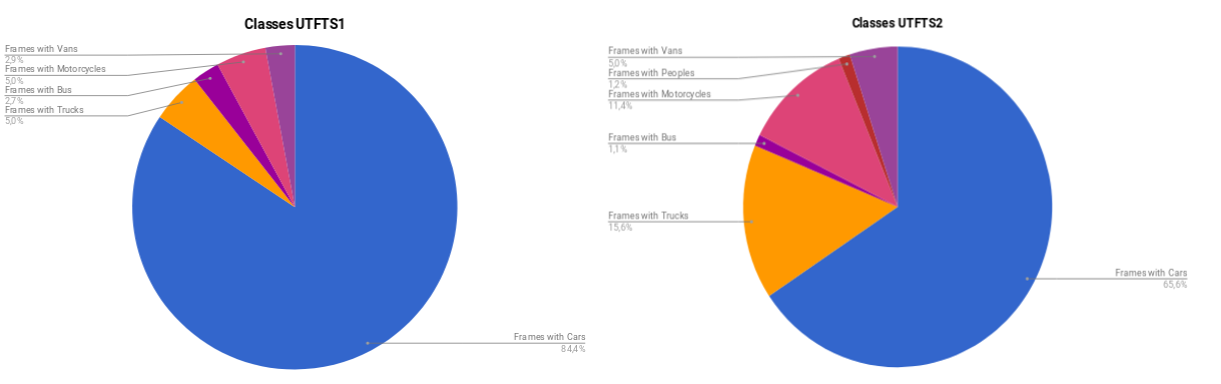 Classes UTFTS1
Frames with Vans
2,9%
Frames with Motorcycles
5,0%
Frames with Bus
2,7%
Frames with Trucks
5,0%
Frames with Cars
84,4%
Classes UTFTS2
Frames with Vans
5,0%
Frames with Peoples
1,2%
Frames with Motorcycles
11,4%
Frames with Bus
1,1%
Frames with Trucks
15,6%
Frames with Cars
65,6%